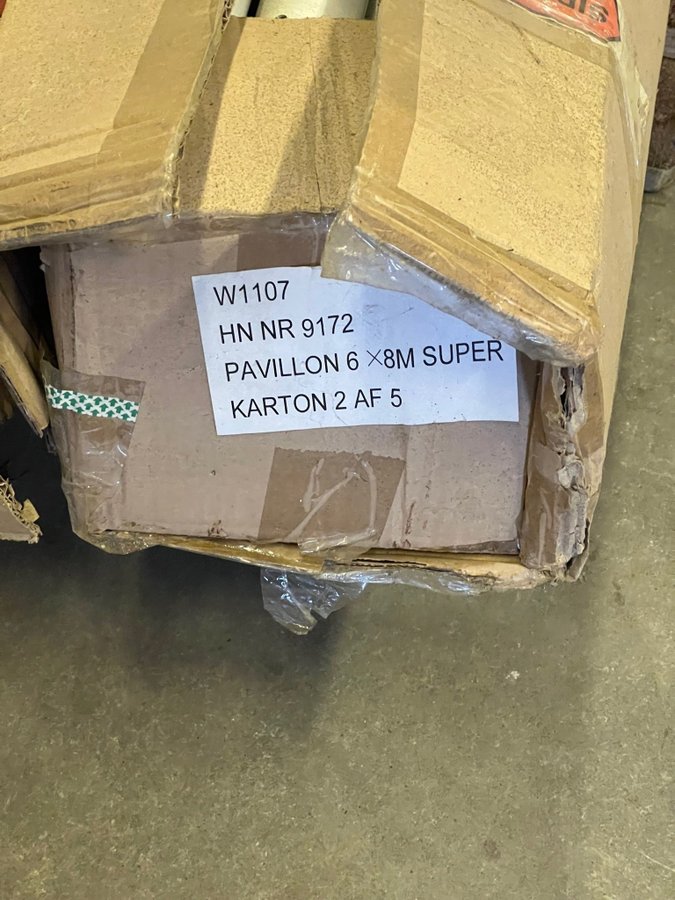 W1107
HN NR 9172
PAVILLON 6 ×8M SUPER
KARTON 2 AF 5